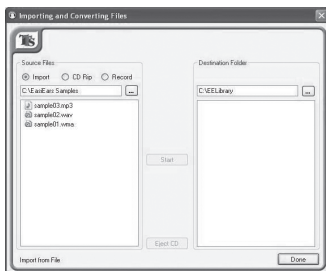 Importing and Converting Files
Source Files
Import CD Rip Record
C:\EasiEars Samples ...
sample03.mp3
sample02.wav
sample01.wma
Start
Eject CD
Import from File
Destination Folder
C:\EELibrary ...
Done